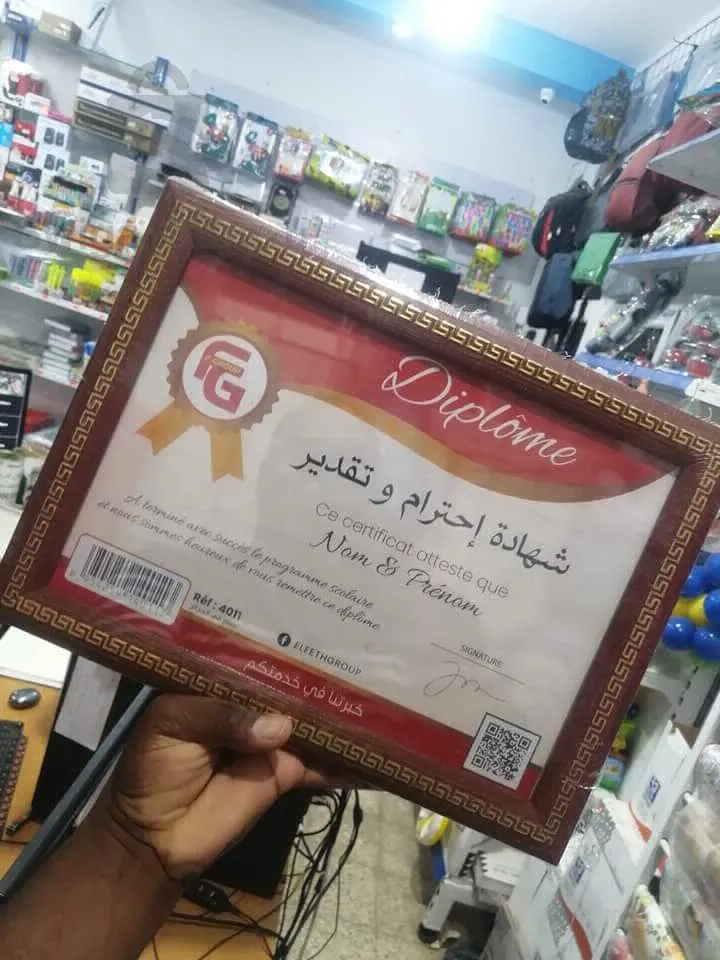 FG
Diplôme
شهادة إحترام و تقدير
Ce certificat atteste que
Nom & Prénom
A terminé avec succès le programme scolaire
et nous sommes heureux de vous remettre ce diplôme
Réf : 4011
SIGNATURE
ELFETHGROUP
خبرتنا في خدمتكم